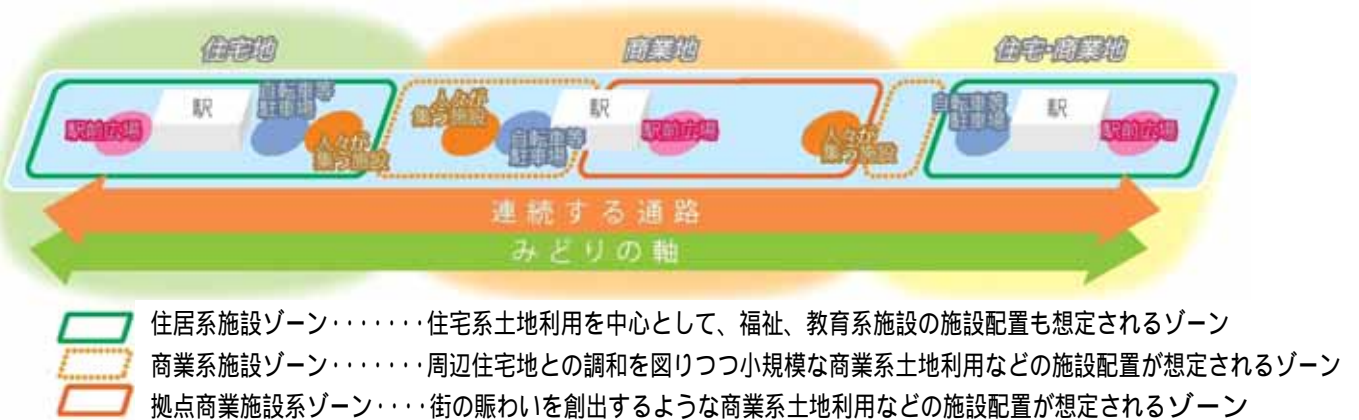 住宅地
商業地
住宅・商業地
駅前広場
駅
自転車等
駐車場
人々が
集う施設
人々が
集う施設
自転車等
駐車場
駅
駅前広場
人々が
集う施設
自転車等
駐車場
駅
駅前広場
連続する通路
みどりの軸
住居系施設ゾーン・・・・・・・住宅系土地利用を中心として、福祉、教育系施設の施設配置も想定されるゾーン
商業系施設ゾーン・・・・・・・周辺住宅地との調和を図りつつ小規模な商業系土地利用などの施設配置が想定されるゾーン
拠点商業施設系ゾーン・・・・街の賑わいを創出するような商業系土地利用などの施設配置が想定されるゾーン